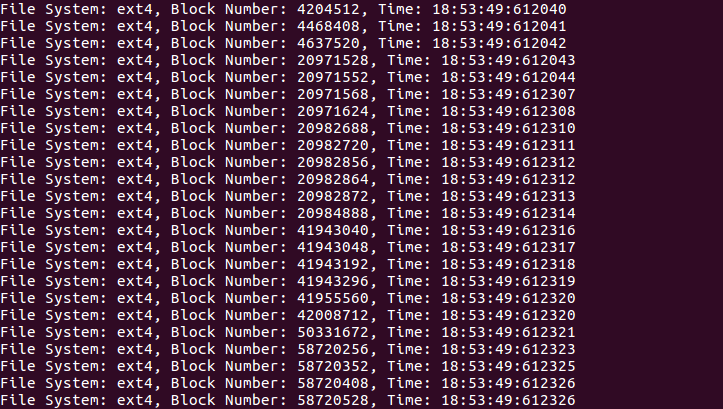 File System: ext4, Block Number: 4204512, Time: 18:53:49:612040
File System: ext4, Block Number: 4468408, Time: 18:53:49:612041
File System: ext4, Block Number: 4637520, Time: 18:53:49:612042
File System: ext4, Block Number: 20971528, Time: 18:53:49:612043
File System: ext4, Block Number: 20971552, Time: 18:53:49:612044
File System: ext4, Block Number: 20971568, Time: 18:53:49:612307
File System: ext4, Block Number: 20971624, Time: 18:53:49:612308
File System: ext4, Block Number: 20982688, Time: 18:53:49:612310
File System: ext4, Block Number: 20982720, Time: 18:53:49:612311
File System: ext4, Block Number: 20982856, Time: 18:53:49:612312
File System: ext4, Block Number: 20982864, Time: 18:53:49:612312
File System: ext4, Block Number: 20982872, Time: 18:53:49:612313
File System: ext4, Block Number: 20984888, Time: 18:53:49:612314
File System: ext4, Block Number: 41943040, Time: 18:53:49:612316
File System: ext4, Block Number: 41943048, Time: 18:53:49:612317
File System: ext4, Block Number: 41943192, Time: 18:53:49:612318
File System: ext4, Block Number: 41943296, Time: 18:53:49:612319
File System: ext4, Block Number: 41955560, Time: 18:53:49:612320
File System: ext4, Block Number: 42008712, Time: 18:53:49:612320
File System: ext4, Block Number: 50331672, Time: 18:53:49:612321
File System: ext4, Block Number: 58720256, Time: 18:53:49:612323
File System: ext4, Block Number: 58720352, Time: 18:53:49:612325
File System: ext4, Block Number: 58720408, Time: 18:53:49:612326
File System: ext4, Block Number: 58720528, Time: 18:53:49:612326